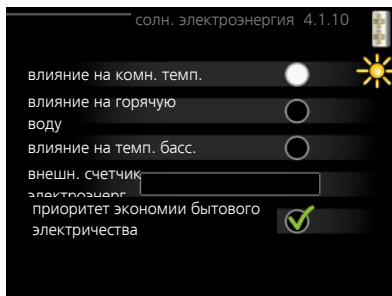 солн. электроэнергия 4.1.10
влияние на комн. темп.
влияние на горячую
воду
влияние на темп. басс.
внешн. счетчик
электроэнерг.
приоритет экономии бытового
электричества